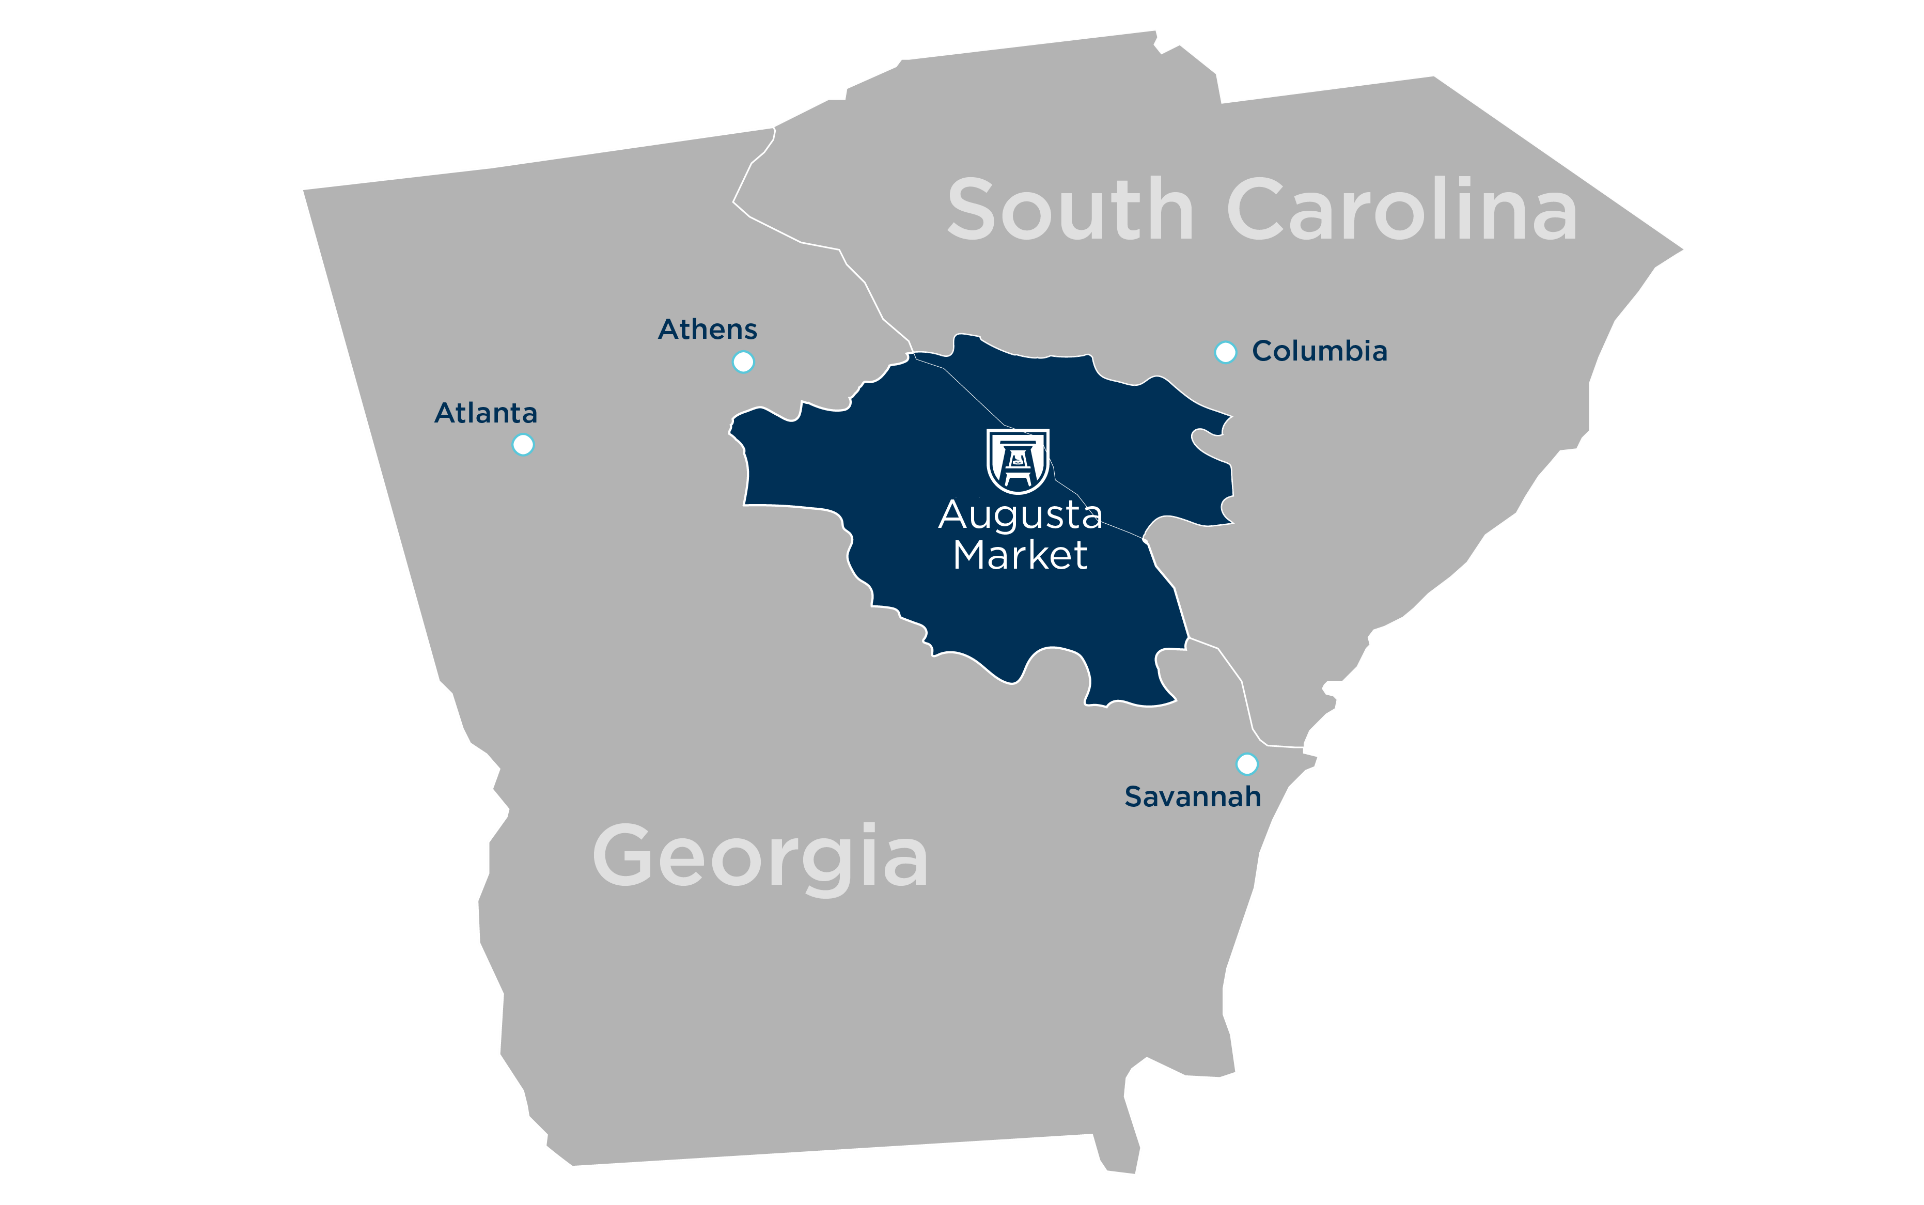 South Carolina
Athens
Columbia
Atlanta
Augusta
Market
Savannah
Georgia